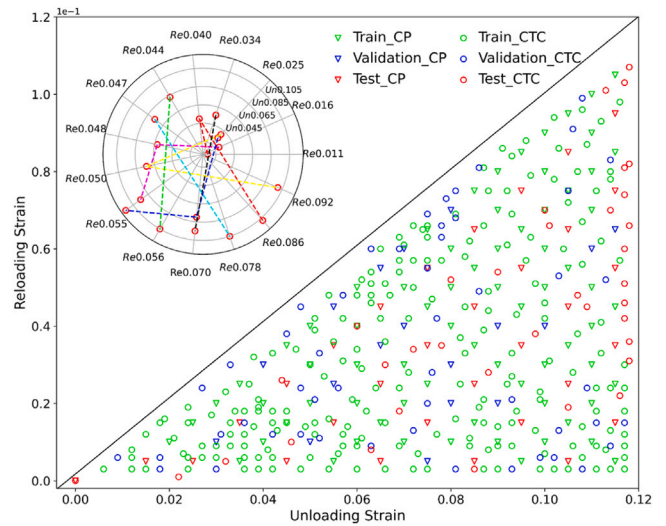 1e−1
1.2
1.0
0.8
0.6
0.4
0.2
0.0
Reloading Strain
Re0.040
Re0.044
Re0.034
Re0.047
Re0.025
Re0.048
Re0.016
Re0.050
Re0.011
Re0.055
Re0.092
Re0.056
Re0.086
Re0.070
Re0.078
Un0.105
Un0.085
Un0.065
Un0.045
Train_CP
Train_CTC
Validation_CP
Validation_CTC
Test_CP
Test_CTC
0.00 0.02 0.04 0.06 0.08 0.10 0.12
Unloading Strain